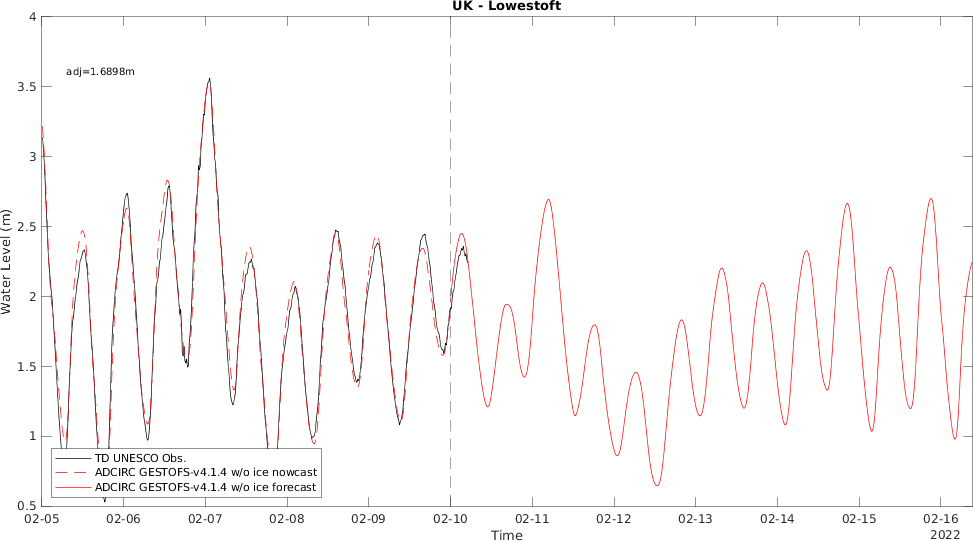 UK - Lowestoft
4
adj=1.6898m
3.5
3
2.5
2
1.5
1
0.5
Water Level (m)
TD UNESCO Obs.
ADCIRC GESTOFS-v4.1.4 w/o ice nowcast
ADCIRC GESTOFS-v4.1.4 w/o ice forecast
02-05 02-06 02-07 02-08 02-09 02-10 02-11 02-12 02-13 02-14 02-15 02-16
Time
2022